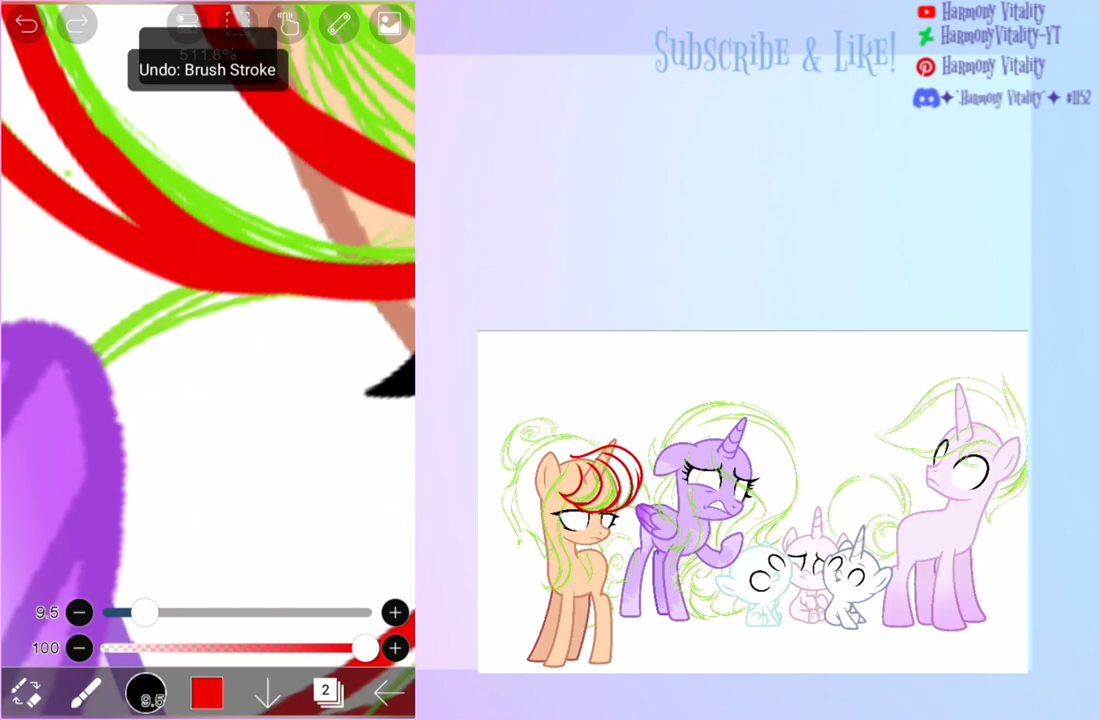 511.8%
Undo: Brush Stroke
9.5
100
9.5
2
Subscribe & Like!
Harmony Vitality
HarmonyVitality-YT
Harmony Vitality
✦˚.Harmony Vitality˚✦ #1152